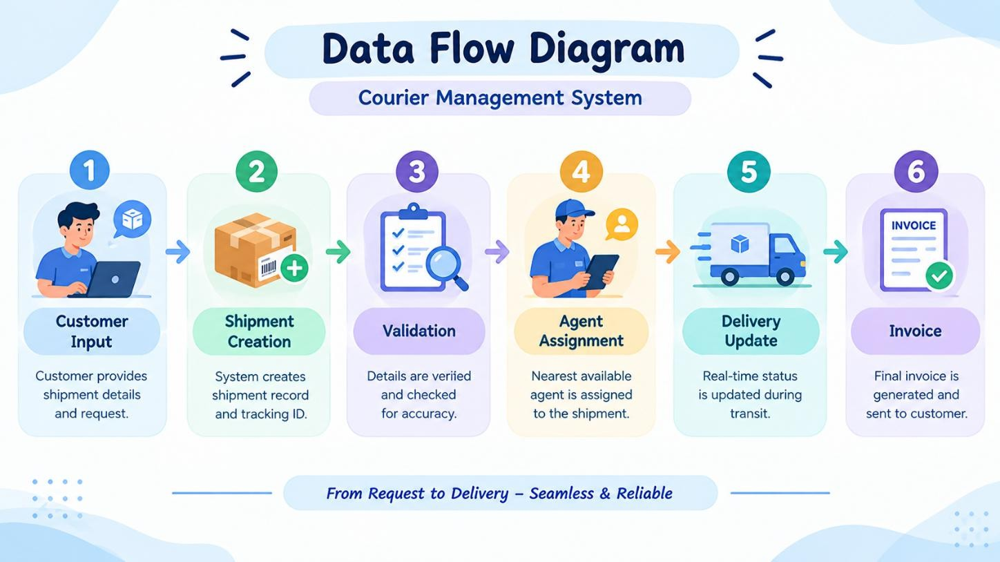 Data Flow Diagram
Courier Management System
1
2
3
4
5
6
INVOICE
Customer
Input
Shipment
Creation
Validation
Agent
Assignment
Delivery
Update
Invoice
Customer provides
shipment details
and request.
System creates
shipment record
and tracking ID.
Details are verified
and checked
for accuracy.
Nearest available
agent is assigned
to the shipment.
Real-time status
is updated during
transit.
Final invoice is
generated and
sent to customer.
From Request to Delivery – Seamless & Reliable